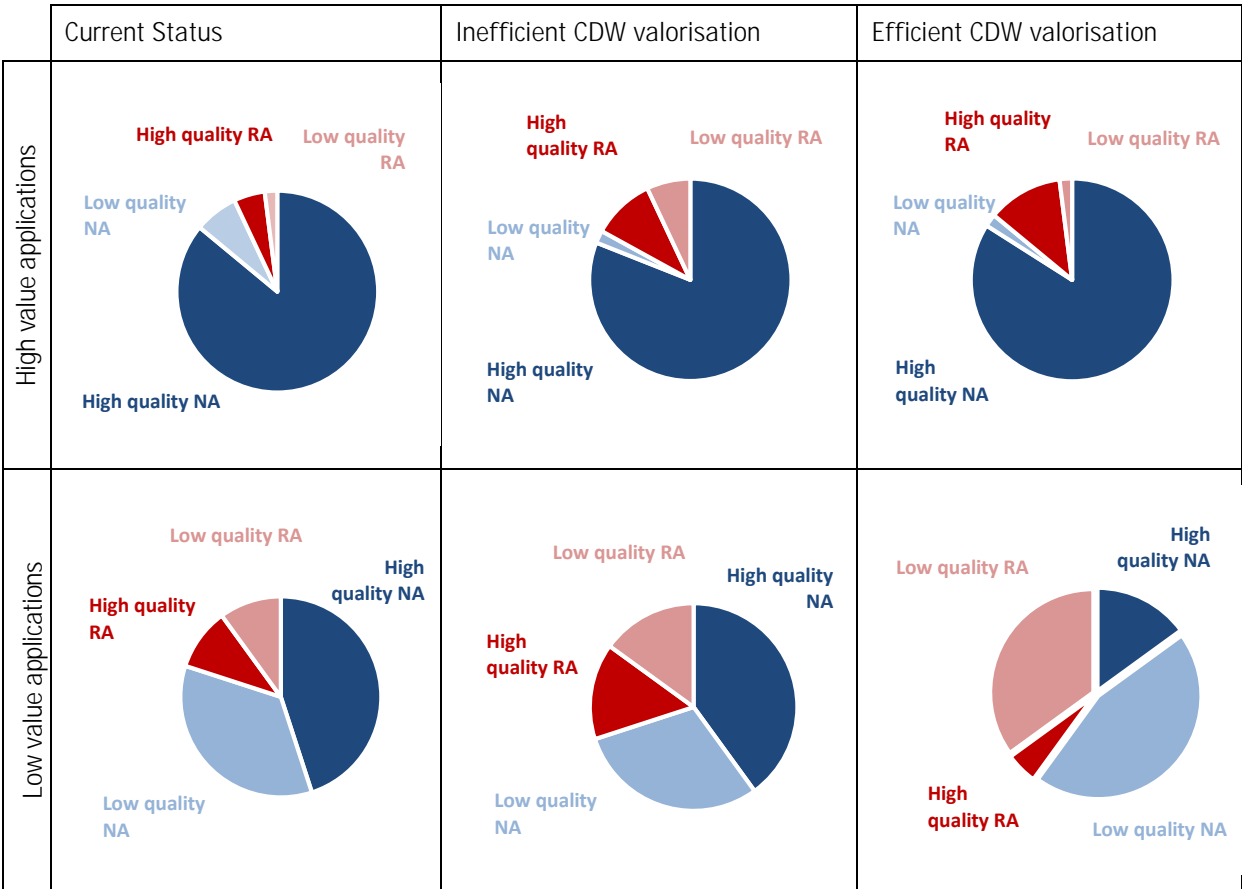 Current Status
Inefficient CDW valorisation
Efficient CDW valorisation
High value applications
High quality RA
Low quality
RA
Low quality
NA
High quality NA
High
quality RA
Low quality RA
Low quality
NA
High quality
NA
High quality
RA
Low quality RA
Low quality
NA
High
quality NA
Low value applications
Low quality RA
High
quality NA
High quality
RA
Low quality
NA
Low quality RA
High quality
NA
High
quality RA
Low quality
NA
High
quality NA
Low quality RA
High
quality RA
Low quality NA